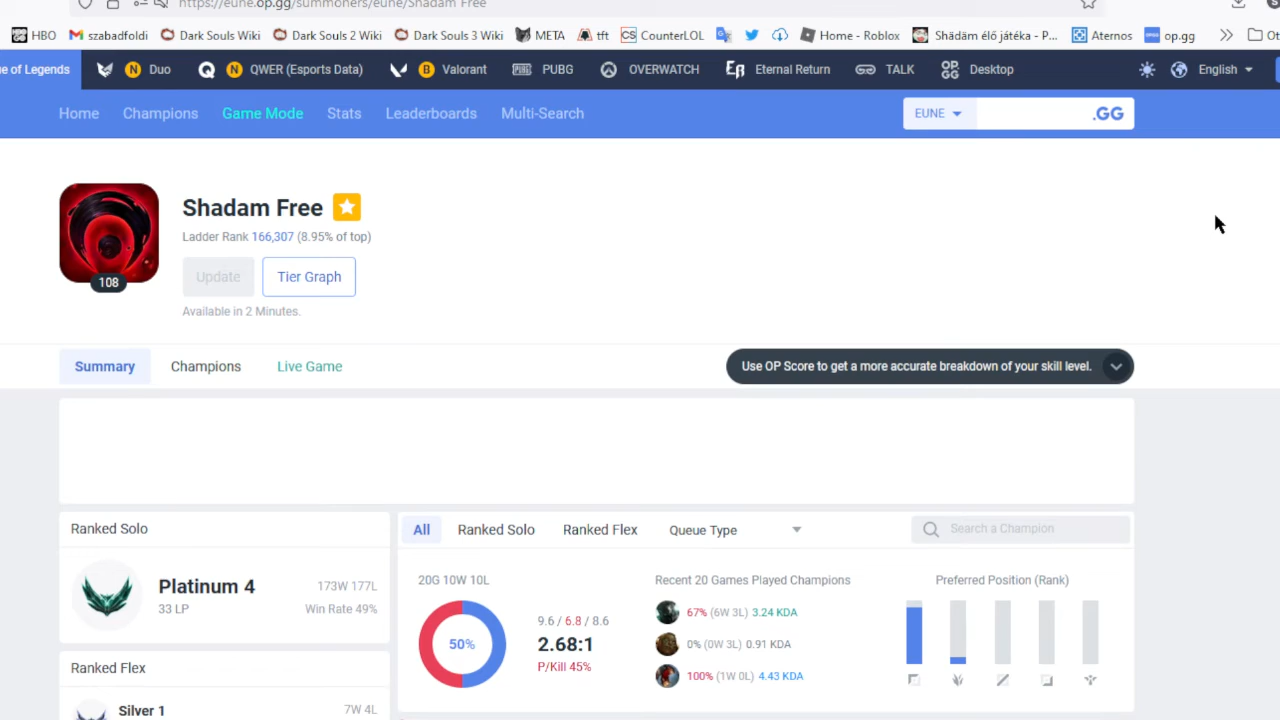 https://eune.op.gg/summoners/eune/Shadam Free
HBO szabadfoldi Dark Souls Wiki Dark Souls 2 Wiki Dark Souls 3 Wiki META tft CS CounterLOL Home - Roblox Shádám élő játéka - P... Aternos op.gg Ot
e of Legends N Duo N QWER (Esports Data) B Valorant PUBG OVERWATCH Eternal Return TALK OP.GG Desktop English
Home Champions Game Mode Stats Leaderboards Multi-Search EUNE .GG
Shadam Free
Ladder Rank 166,307 (8.95% of top)
108
Update Tier Graph
Available in 2 Minutes.
Summary Champions Live Game Use OP Score to get a more accurate breakdown of your skill level.
Ranked Solo
Platinum 4 173W 177L
33 LP Win Rate 49%
Ranked Flex
Silver 1 7W 4L
All Ranked Solo Ranked Flex Queue Type Search a Champion
20G 10W 10L
50%
9.6 / 6.8 / 8.6
2.68:1
P/Kill 45%
Recent 20 Games Played Champions
67% (6W 3L) 3.24 KDA
0% (0W 3L) 0.91 KDA
100% (1W 0L) 4.43 KDA
Preferred Position (Rank)